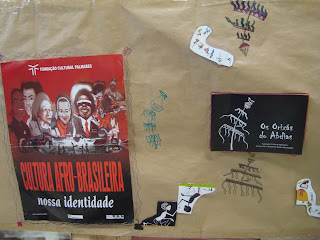 FUNDAÇÃO CULTURAL PALMARES
CULTURA AFRO-BRASILEIRA
nossa identidade
Os Orixás
do Abdias